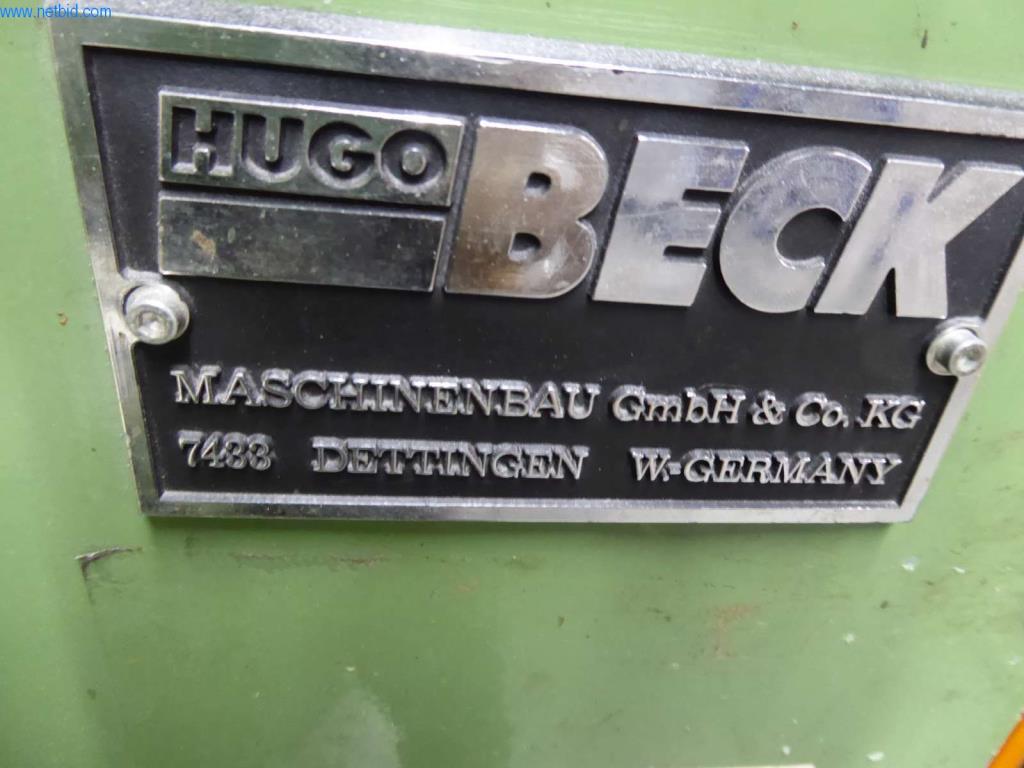 www.netbid.com
HUGO BECK
MASCHINENBAU GmbH & Co. KG
7433 DETTINGEN W.-GERMANY